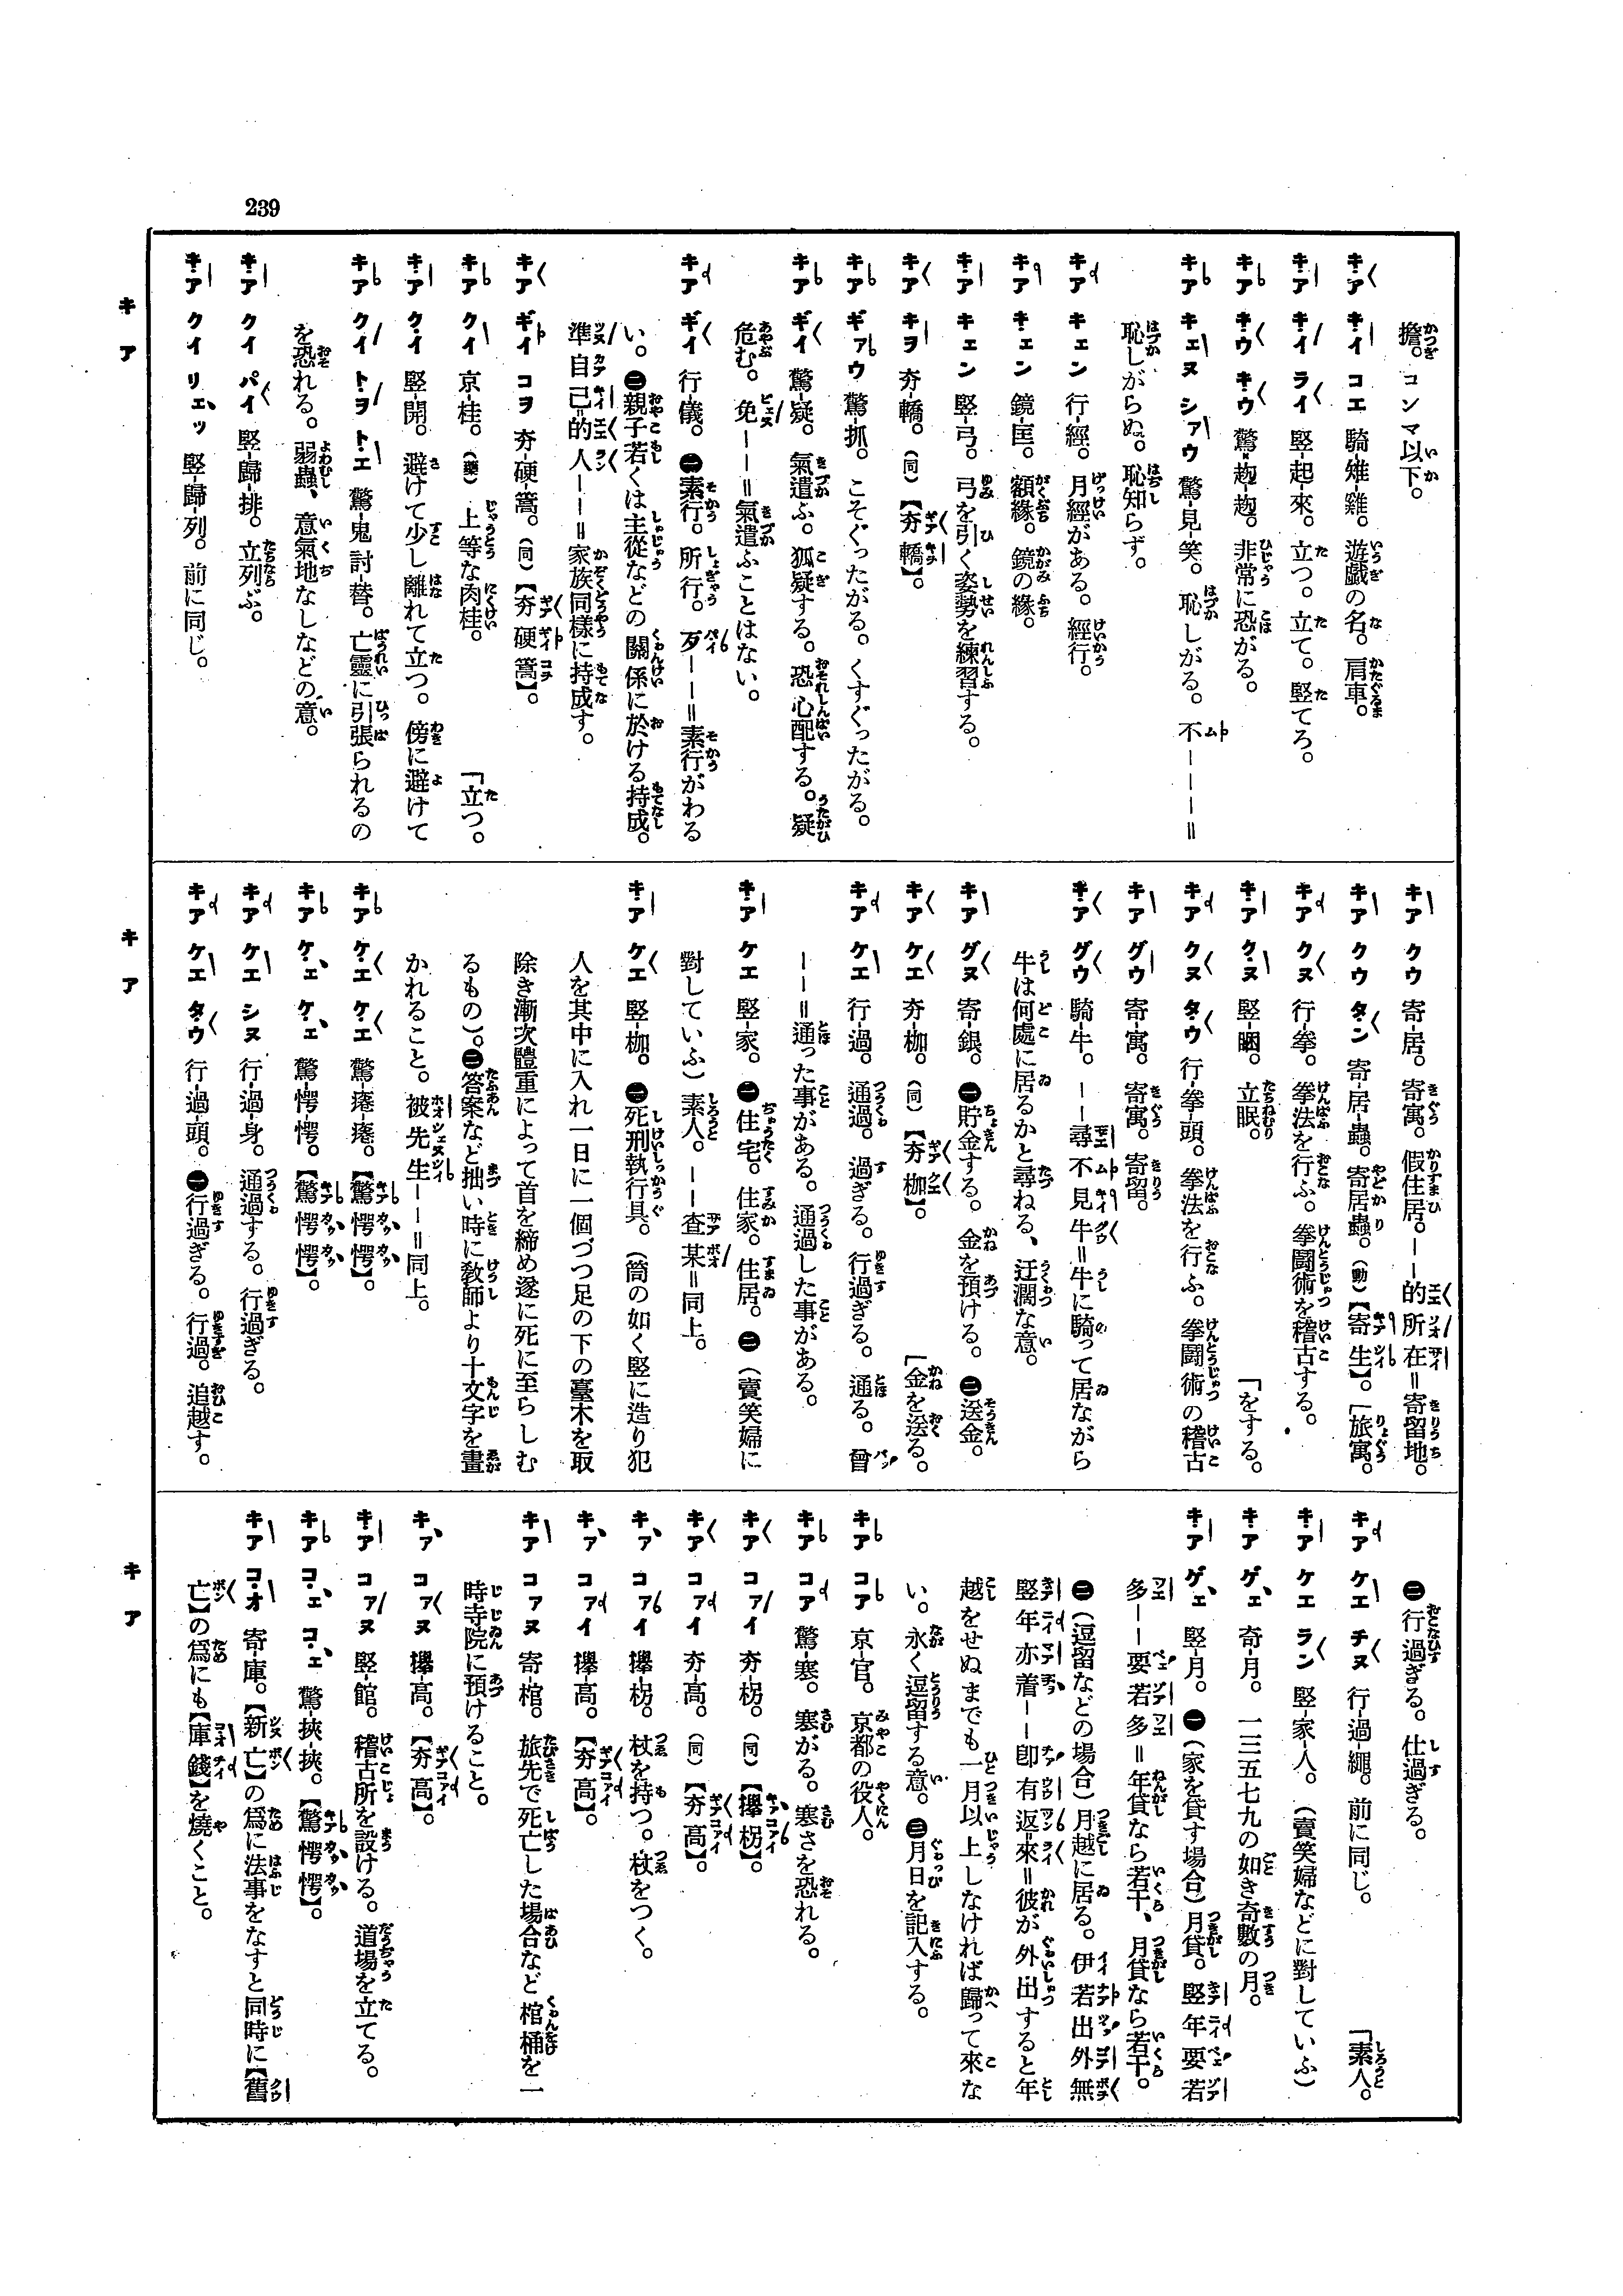 239
擔。コンマ以下。
キア キイ コエ 騎-雉-雞。遊戲の名。肩車。
キア キイ ライ 竪-起-來。立つ。立て。竪てろ。
キア キウ キウ 驚-趜-趜。非常に恐がる。
キア キェヌ シァウ 驚-見-笑。恥しがる。不ーーー＝
恥しがらぬ。恥知らず。
キア キェン 行-經。月經がある。經行。
キア キェン 鏡-匡。額緣。鏡の緣。
キア キェン 竪-弓。弓を引く姿勢を練習する。
キア キヲ 夯-轎。(同)【夯轎】。
キア ギァウ 驚-抓。こそぐったがる。くすぐったがる。
キア ギイ 驚-疑。氣遣ふ。狐疑する。恐心配する。疑
危む。免ーー＝氣遣ふことはない。
キア ギイ 行-儀。㊀素行。所行。歹ーー＝素行がわる
い。㊁親子若くは主從などの關係に於ける持成。
準自己的人ーー＝家族同樣に持成す。
キア ギイ コヲ 夯-硬-篙。(同)【夯硬篙】。
キア クイ 京-桂。(藥)上等な肉桂。「立つ。
キア クイ 竪-開。避けて少し離れて立つ。傍に避けて
キア クイ トヲ トエ 驚-鬼 討-替。亡靈に引張られるの
を恐れる。弱蟲、意氣地なしなどの意。
キア クイ パイ 竪-歸-排。立列ぶ。
キア クイ リェッ 竪-歸-列。前に同じ。
キア クウ 寄-居。寄寓。假住居。ーー的所在＝寄留地。
キア クウ タン 寄-居-蟲。寄居蟲。(動)【寄生】。「旅寓。
キア クヌ 行-拳。拳法を行ふ。拳鬪術を稽古する。
キア クヌ 竪-睏。立眠。「をする。
キア クヌ タウ 行-拳-頭。拳法を行ふ。拳鬪術の稽古
キア グウ 寄-寓。寄寓。寄留。
キア グウ 騎-牛。ーー尋不見牛＝牛に騎って居ながら
牛は何處に居るかと尋ねる、迂濶な意。
キア グヌ 寄-銀。㊀貯金する。金を預ける。㊁送金。
キア ケエ 夯-枷。(同)【夯枷】。「金を送る。
キア ケエ 行-過。通過。過ぎる。行過ぎる。通る。曾
ーー＝通った事がある。通過した事がある。
キア ケエ 竪-家。㊀住宅。住家。住居。㊁(賣笑婦に
對していふ)素人。ーー查某＝同上。
キア ケエ 竪-枷。㊀死刑執行具。(筒の如く竪に造り犯
人を其中に入れ一日に一個づつ足の下の臺木を取
除き漸次體重によって首を締め遂に死に至らしむ
るもの)。㊁答案など拙い時に教師より十文字を畫
かれること。被先生ーー＝同上。
キア ケエ ケエ 驚-瘂-瘂。【驚愕愕】。
キア ケェ ケェ 驚-愕-愕。【驚愕愕】。
キア ケエ シヌ 行-過-身。通過する。行過ぎる。
キア ケエ タウ 行-過-頭。㊀行過ぎる。行過。追越す。
㊁行過ぎる。仕過ぎる。
キア ケエ チヌ 行-過-繩。前に同じ。「素人。
キア ケエ ラン 竪-家-人。(賣笑婦などに對していふ)
キア ゲェ 奇-月。一三五七九の如き奇數の月。
キア ゲェ 竪-月。㊀(家を貸す場合)月貸。竪年要若
多ーー要若多＝年貸なら若干、月貸なら若干。
㊁(逗留などの場合)月越に居る。伊若出外無
竪年亦着ーー卽有返來＝彼が外出すると年
越をせぬまでも一月以上しなければ歸って來な
い。永く逗留する意。㊂月日を記入する。
キア コア 京-官。京都の役人。
キア コア 驚-寒。寒がる。寒さを恐れる。
キア コァイ 夯-枴。(同)【攑枴】。
キア コァイ 夯-高。(同)【夯高】。
キァ コァイ 攑-枴。杖を持つ。杖をつく。
キァ コァイ 攑-高。【夯高】。
キア コァヌ 寄-棺。旅先で死亡した場合など棺桶を一
時寺院に預けること。
キァ コァヌ 攑-高。【夯高】。
キア コァヌ 竪-館。稽古所を設ける。道場を立てる。
キア コェ コェ 驚-挾-挾。【驚愕愕】。
キア コオ 寄-庫。【新亡】の爲に法事をなすと同時に【舊
亡】の爲にも【庫錢】を燒くこと。
キア
キア
キア